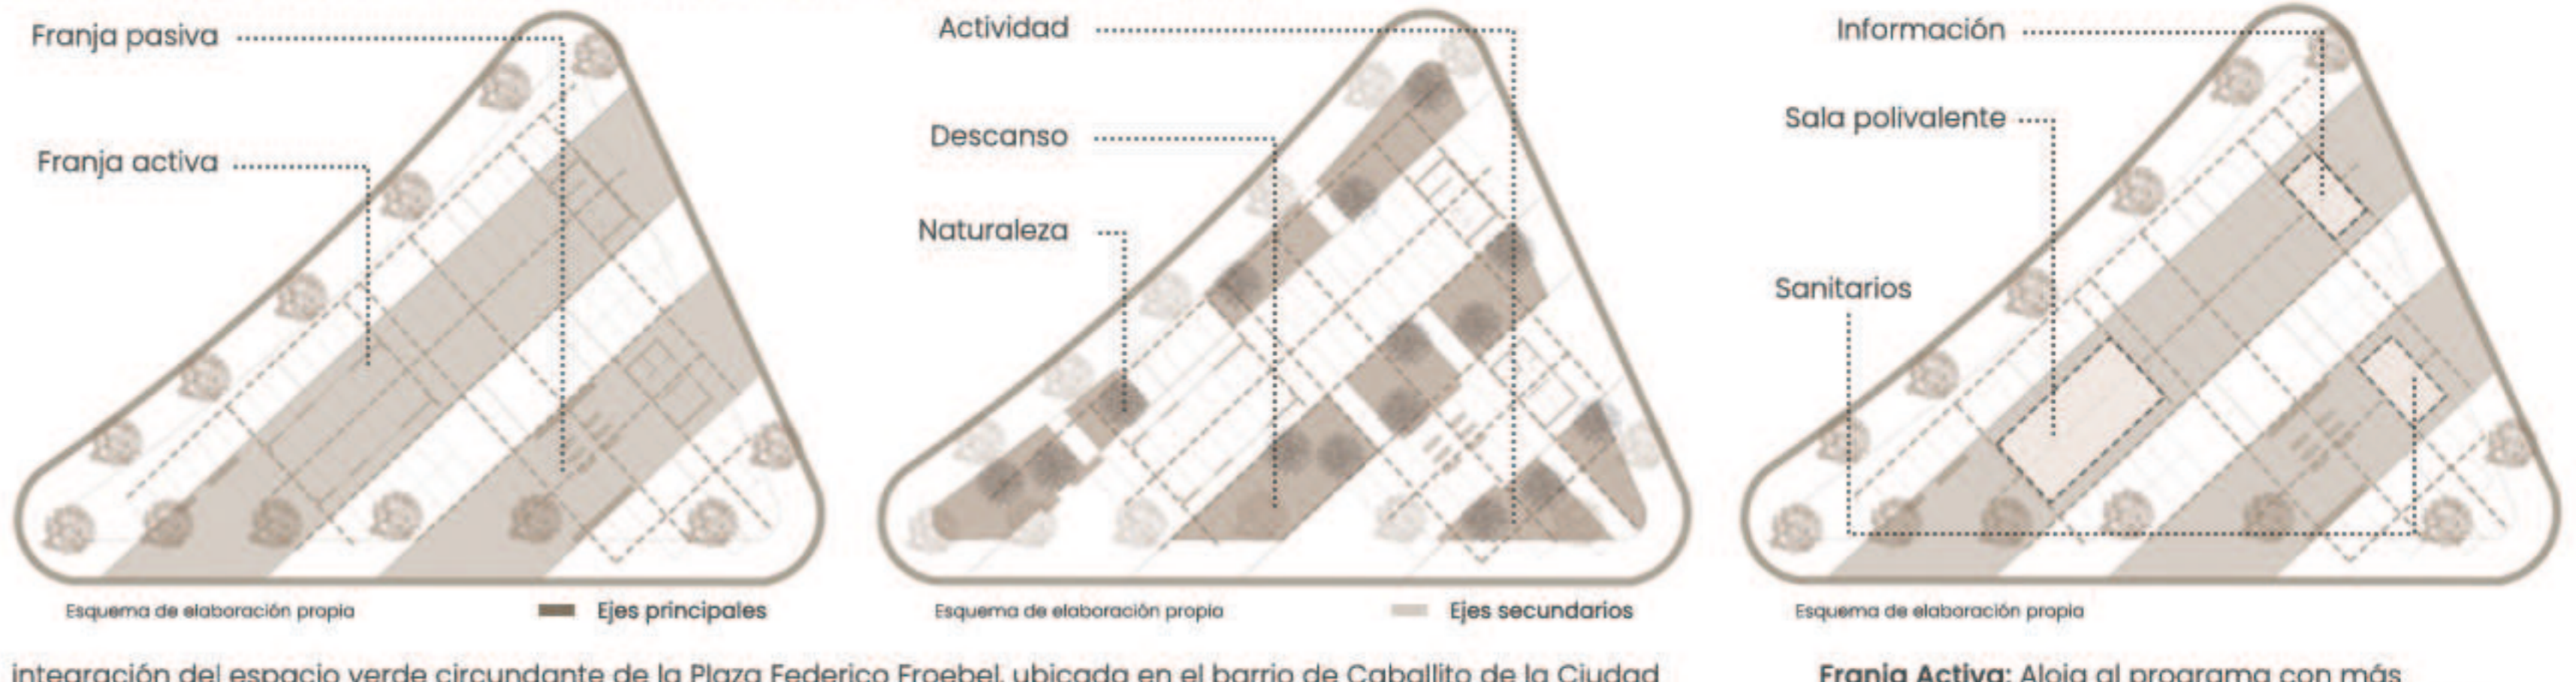 Franja pasiva
Franja activa
Esquema de elaboración propia
Ejes principales
Actividad
Descanso
Naturaleza
Esquema de elaboración propia
Ejes secundarios
Información
Sala polivalente
Sanitarios
Esquema de elaboración propia
integración del espacio verde circundante de la Plaza Federico Froebel, ubicada en el barrio de Caballito de la Ciudad
Franja Activa: Aloja al programa con más